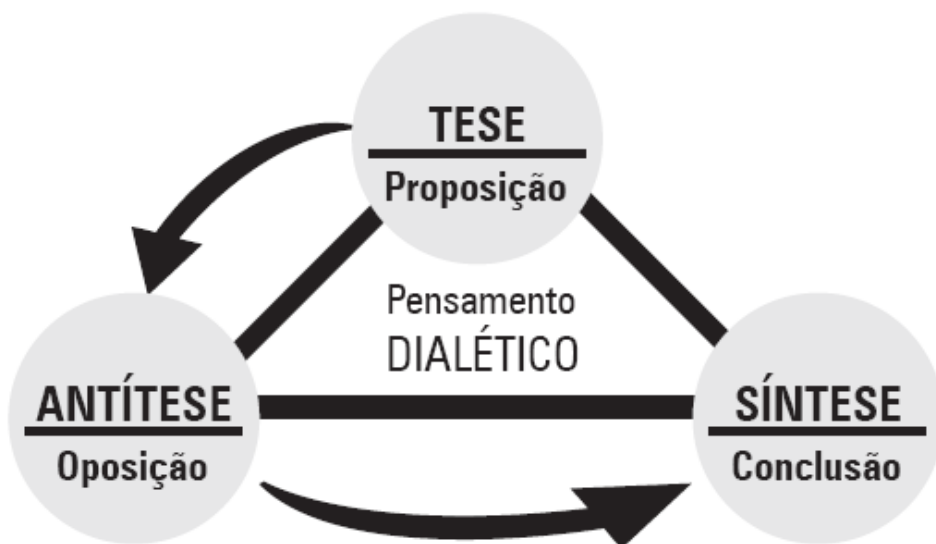 TESE
Proposição
Pensamento
DIALÉTICO
ANTÍTESE
Oposição
SÍNTESE
Conclusão